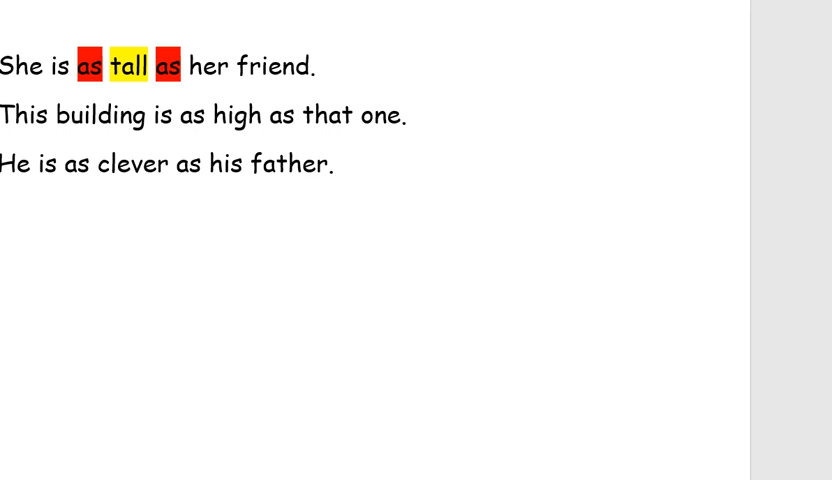 She is as tall as her friend.
This building is as high as that one.
He is as clever as his father.